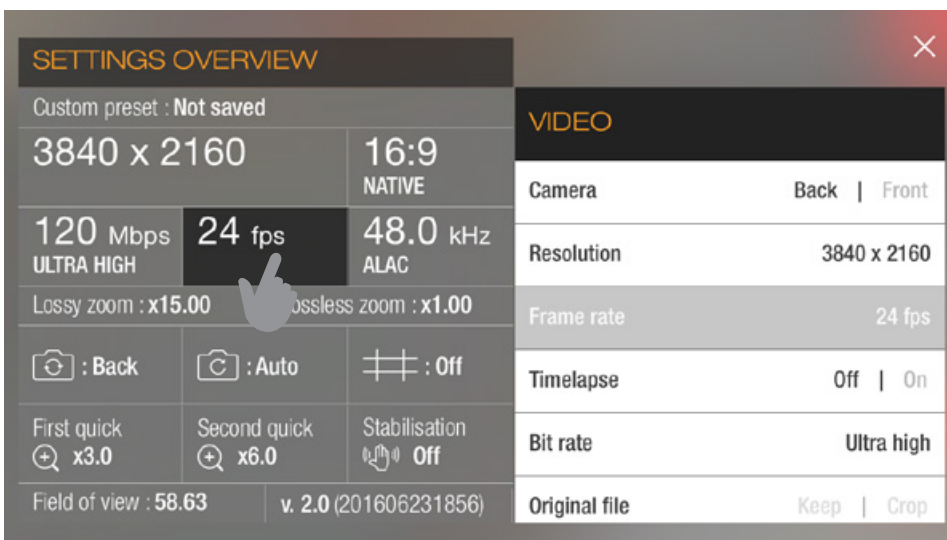 SETTINGS OVERVIEW
Custom preset : Not saved
3840 x 2160
16:9
NATIVE
120 Mbps
ULTRA HIGH
24 fps
48.0 kHz
ALAC
Lossy zoom : x15.00
ossless zoom : x1.00
: Back
: Auto
: Off
First quick
x3.0
Second quick
x6.0
Stabilisation
Off
Field of view : 58.63
v. 2.0 (201606231856)
VIDEO
Camera Back | Front
Resolution 3840 x 2160
Frame rate 24 fps
Timelapse Off | On
Bit rate Ultra high
Original file Keep | Crop